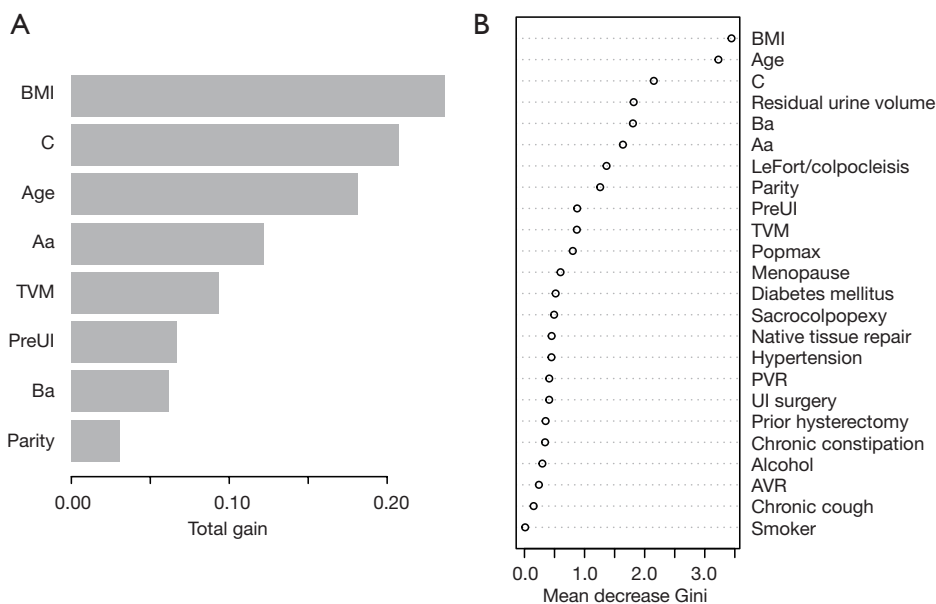 A
BMI
C
Age
Aa
TVM
PreUI
Ba
Parity
0.00 0.10 0.20
Total gain
B
BMI
Age
C
Residual urine volume
Ba
Aa
LeFort/colpocleisis
Parity
PreUI
TVM
Popmax
Menopause
Diabetes mellitus
Sacrocolpopexy
Native tissue repair
Hypertension
PVR
UI surgery
Prior hysterectomy
Chronic constipation
Alcohol
AVR
Chronic cough
Smoker
0.0 1.0 2.0 3.0
Mean decrease Gini